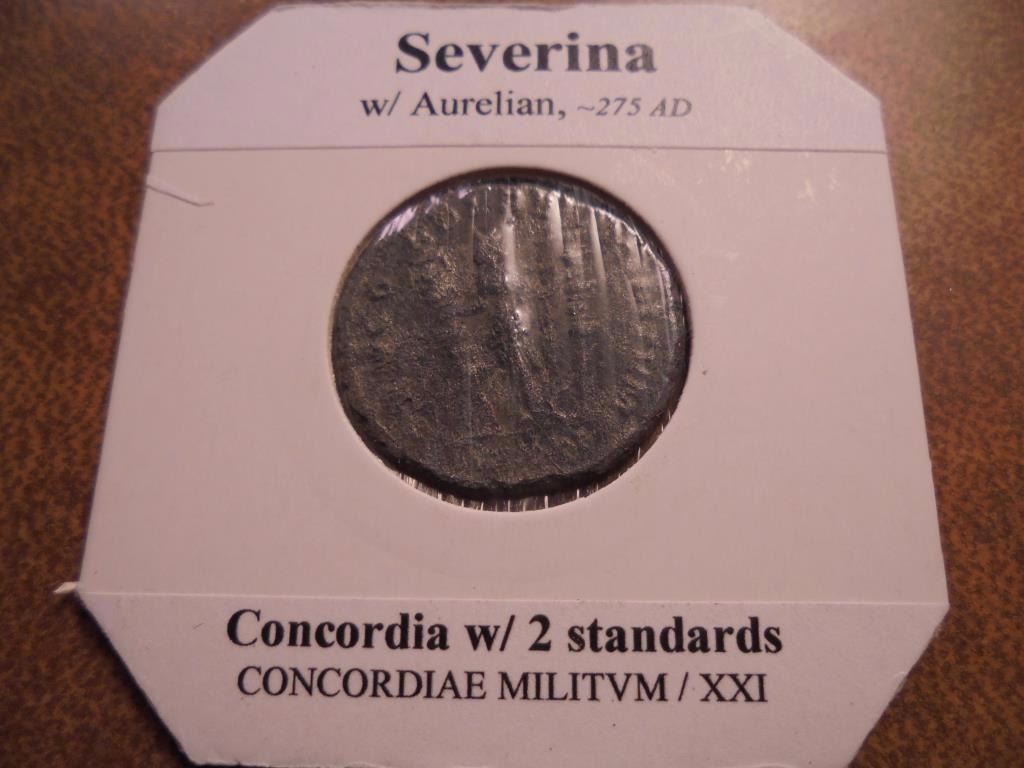 Severina
w/ Aurelian, ~275 AD
Concordia w/ 2 standards
CONCORDIAE MILITVM / XXI